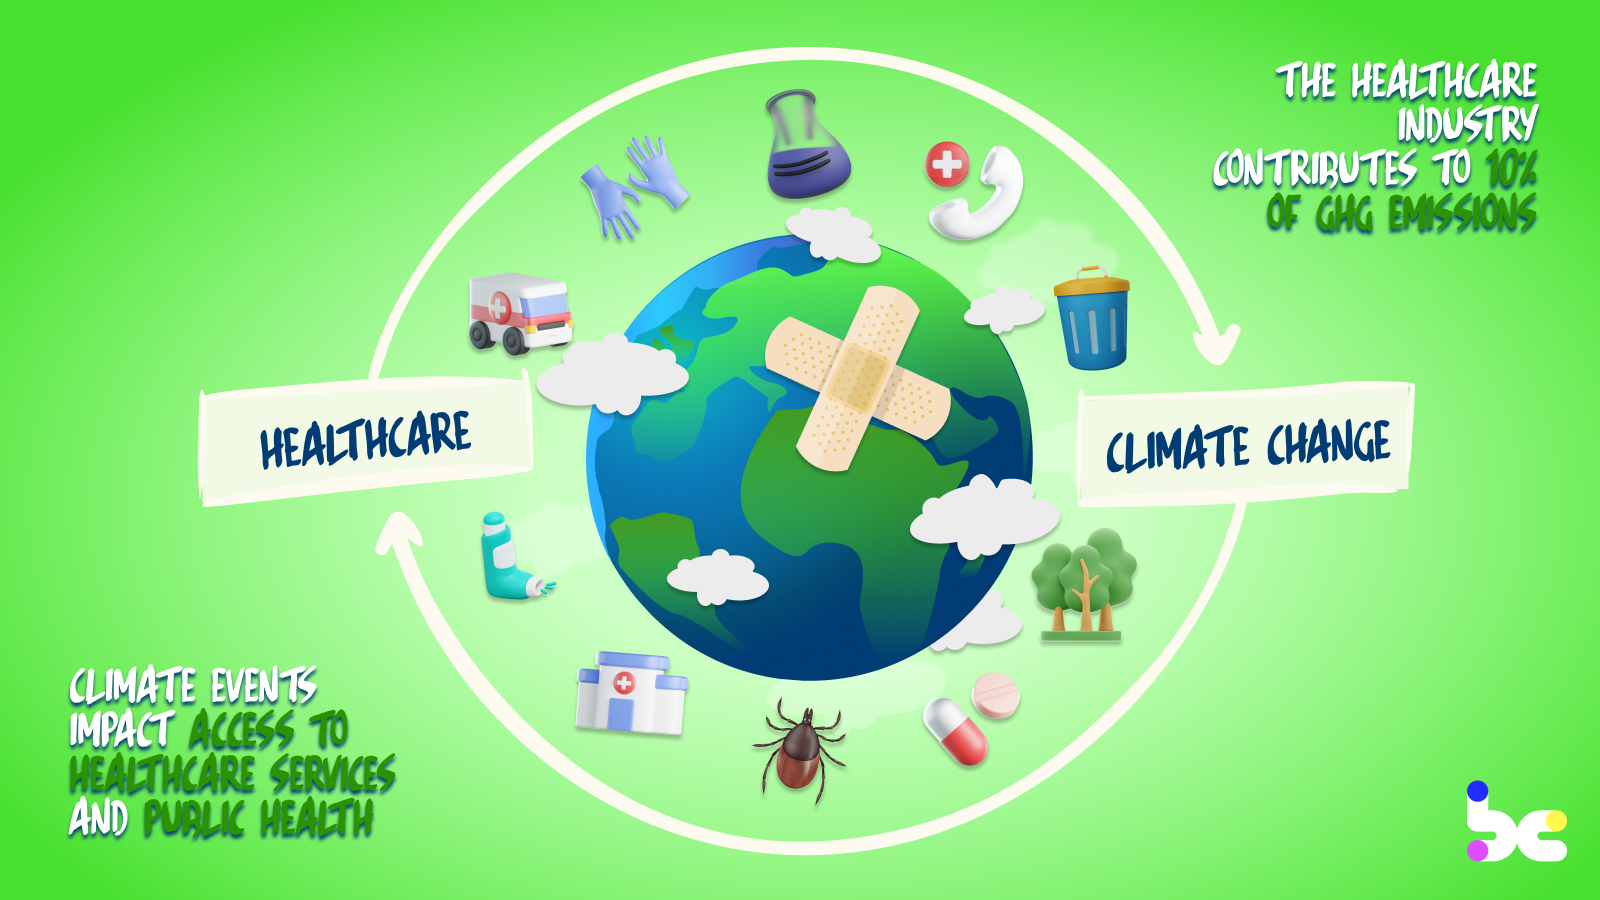 THE HEALTHCARE
INDUSTRY
CONTRIBUTES TO 10%
OF GHG EMISSIONS
HEALTHCARE
CLIMATE CHANGE
CLIMATE EVENTS
IMPACT ACCESS TO
HEALTHCARE SERVICES
AND PUBLIC HEALTH
bc